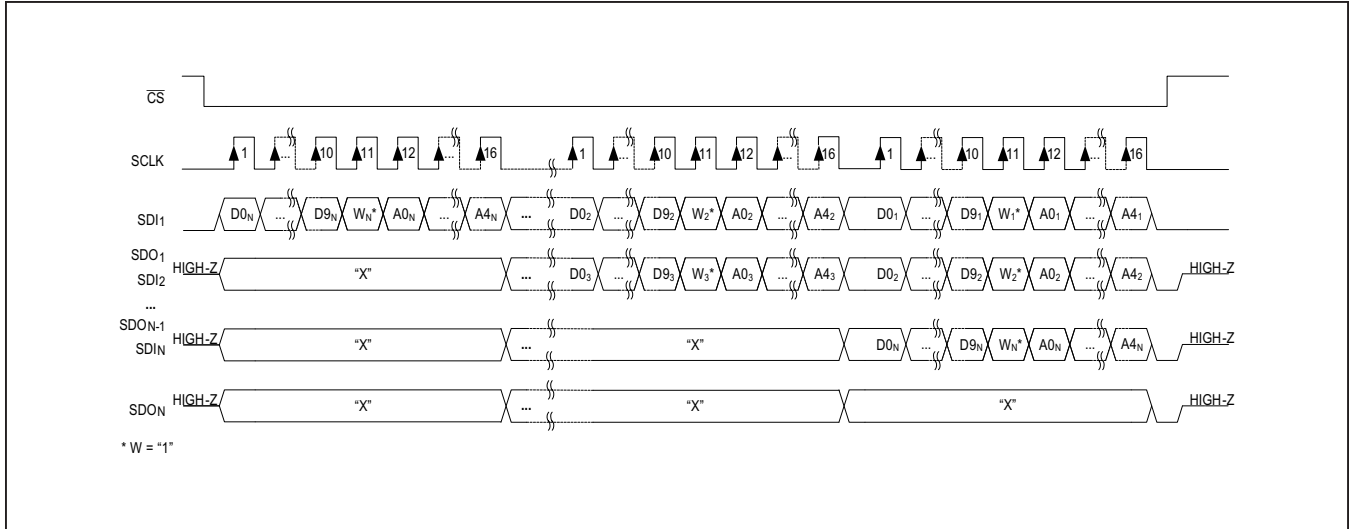 CS
SCLK 1 ... 10 11 12 ... 16 1 ... 10 11 12 ... 16 1 ... 10 11 12 ... 16
SDI1 D0N ... D9N WN* A0N ... A4N ... D02 ... D92 W2* A02 ... A42 D01 ... D91 W1* A01 ... A41
SDO1
SDI2 HIGH-Z "X" ... D03 ... D93 W3* A03 ... A43 D02 ... D92 W2* A02 ... A42 HIGH-Z
...
SDON-1
SDIN HIGH-Z "X" ... "X" D0N ... D9N WN* A0N ... A4N HIGH-Z
SDON HIGH-Z "X" ... "X" "X" HIGH-Z
* W = "1"